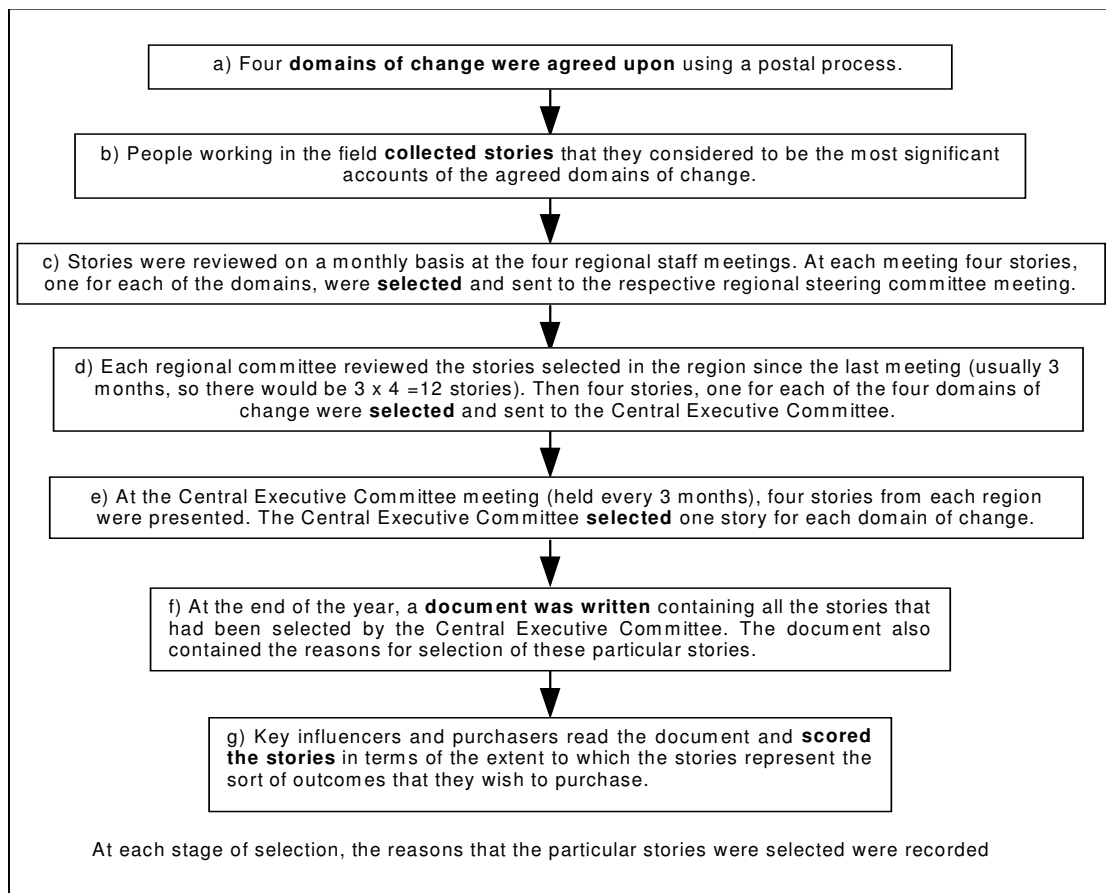 a) Four domains of change were agreed upon using a postal process.
b) People working in the field collected stories that they considered to be the most significant
accounts of the agreed domains of change.
c) Stories were reviewed on a monthly basis at the four regional staff meetings. At each meeting four stories,
one for each of the domains, were selected and sent to the respective regional steering committee meeting.
d) Each regional committee reviewed the stories selected in the region since the last meeting (usually 3
months, so there would be 3 x 4 =12 stories). Then four stories, one for each of the four domains of
change were selected and sent to the Central Executive Committee.
e) At the Central Executive Committee meeting (held every 3 months), four stories from each region
were presented. The Central Executive Committee selected one story for each domain of change.
f) At the end of the year, a document was written containing all the stories that
had been selected by the Central Executive Committee. The document also
contained the reasons for selection of these particular stories.
g) Key influencers and purchasers read the document and scored
the stories in terms of the extent to which the stories represent the
sort of outcomes that they wish to purchase.
At each stage of selection, the reasons that the particular stories were selected were recorded